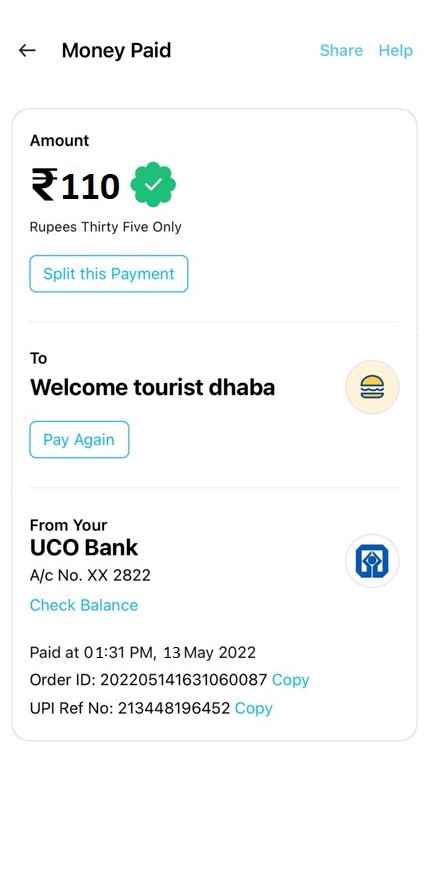 Money Paid Share Help
Amount
₹110
Rupees Thirty Five Only
Split this Payment
To
Welcome tourist dhaba
Pay Again
From Your
UCO Bank
A/c No. XX 2822
Check Balance
Paid at 01:31 PM, 13 May 2022
Order ID: 202205141631060087 Copy
UPI Ref No: 213448196452 Copy